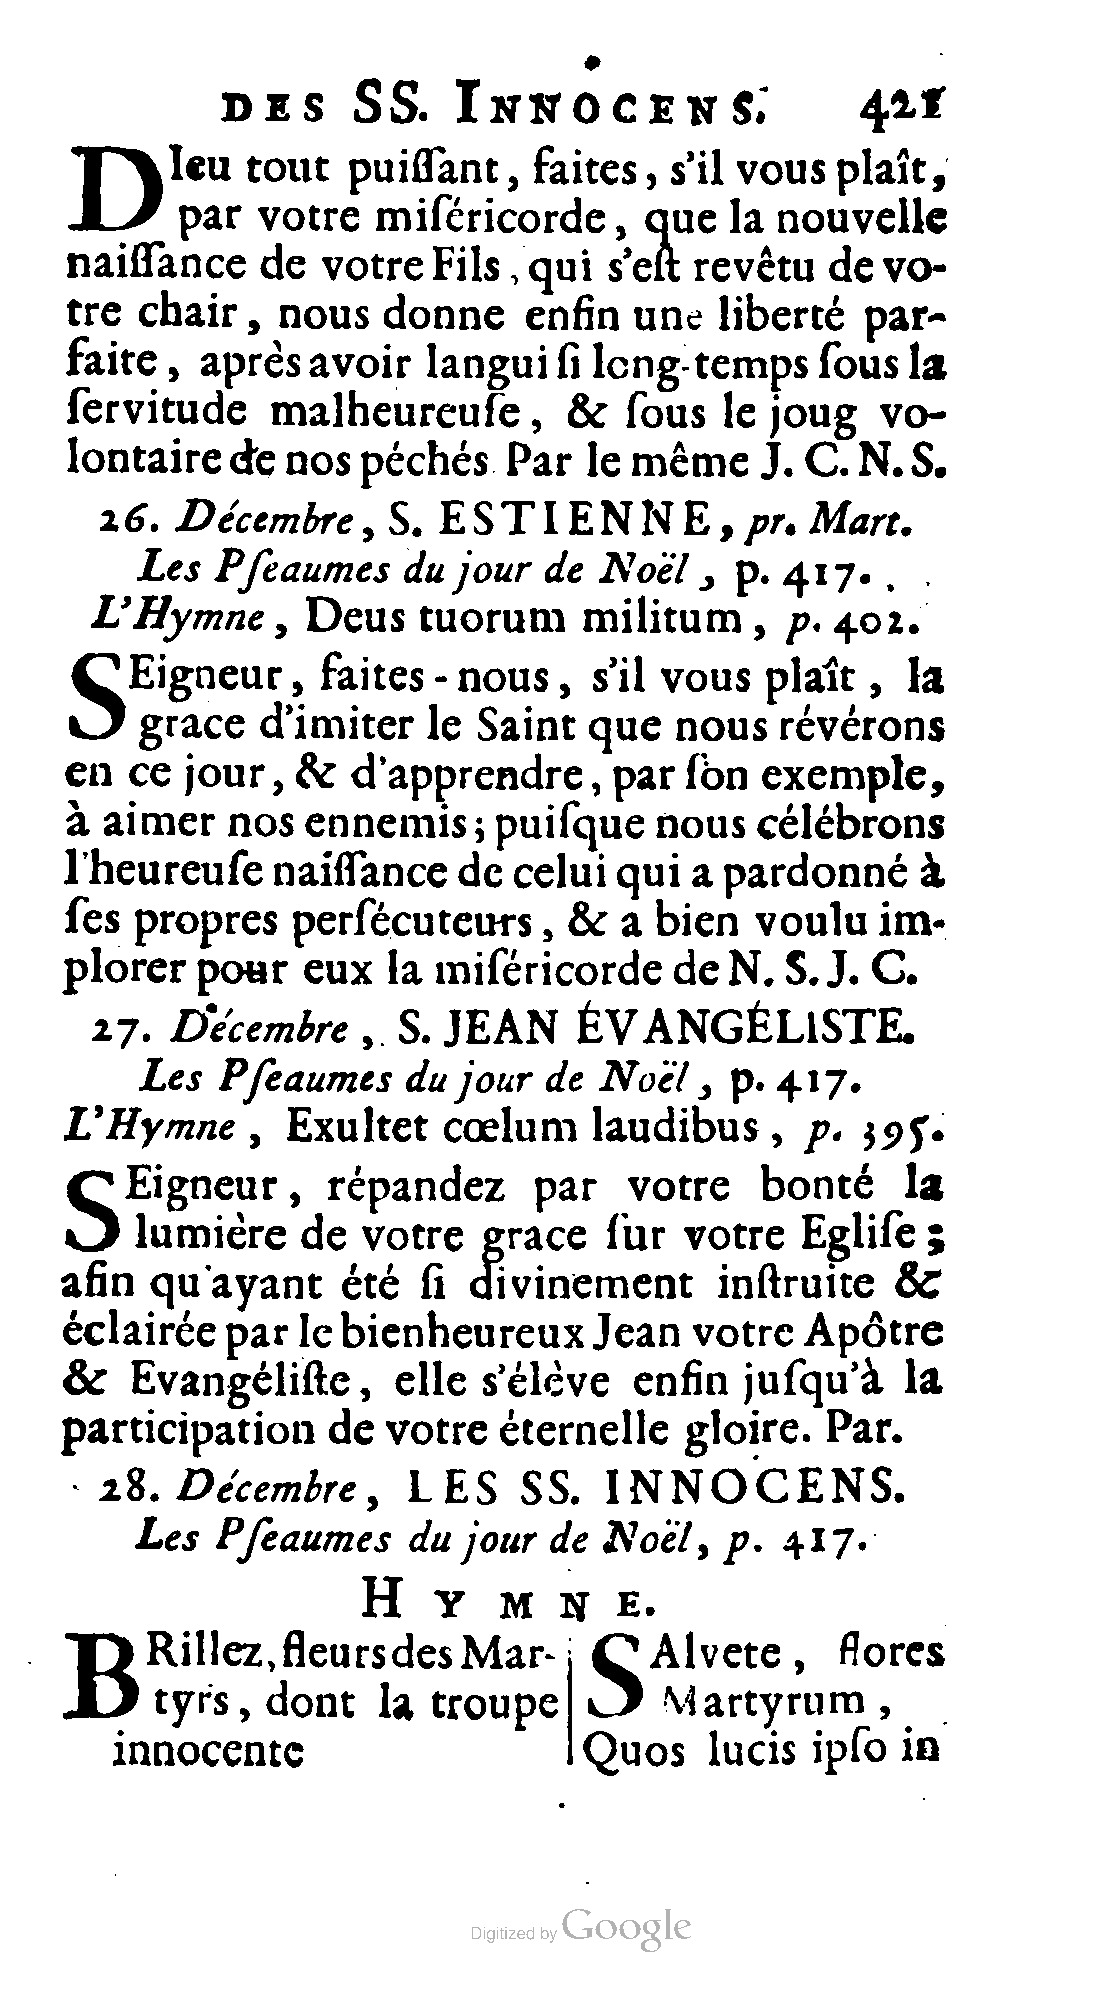 DES SS. INNOCENS. 421
DIeu tout puiſſant, faites, s'il vous plaît,
par votre miſéricorde, que la nouvelle
naiſſance de votre Fils, qui s'eſt revêtu de vo-
tre chair, nous donne enfin une liberté par-
faite, après avoir langui ſi long-temps ſous la
ſervitude malheureuſe, & ſous le joug vo-
lontaire de nos péchés. Par le même J. C. N. S.
26. Décembre, S. ESTIENNE, pr. Mart.
Les Pſeaumes du jour de Noël, p. 417.
L'Hymne, Deus tuorum militum, p. 402.
SEigneur, faites-nous, s'il vous plaît, la
grace d'imiter le Saint que nous révérons
en ce jour, & d'apprendre, par ſon exemple,
à aimer nos ennemis; puiſque nous célébrons
l'heureuſe naiſſance de celui qui a pardonné à
ſes propres perſécuteurs, & a bien voulu im-
plorer pour eux la miſéricorde de N. S. J. C.
27. Décembre, S. JEAN ÉVANGÉLISTE.
Les Pſeaumes du jour de Noël, p. 417.
L'Hymne, Exultet cœlum laudibus, p. 395.
SEigneur, répandez par votre bonté la
lumière de votre grace ſur votre Egliſe;
afin qu'ayant été ſi divinement inſtruite &
éclairée par le bienheureux Jean votre Apôtre
& Evangéliſte, elle s'élève enfin juſqu'à la
participation de votre éternelle gloire. Par.
28. Décembre, LES SS. INNOCENS.
Les Pſeaumes du jour de Noël, p. 417.
HYMNE.
BRillez, fleurs des Mar-
tyrs, dont la troupe
innocente
SAlvete, flores
Martyrum,
Quos lucis ipſo in
Digitized by Google